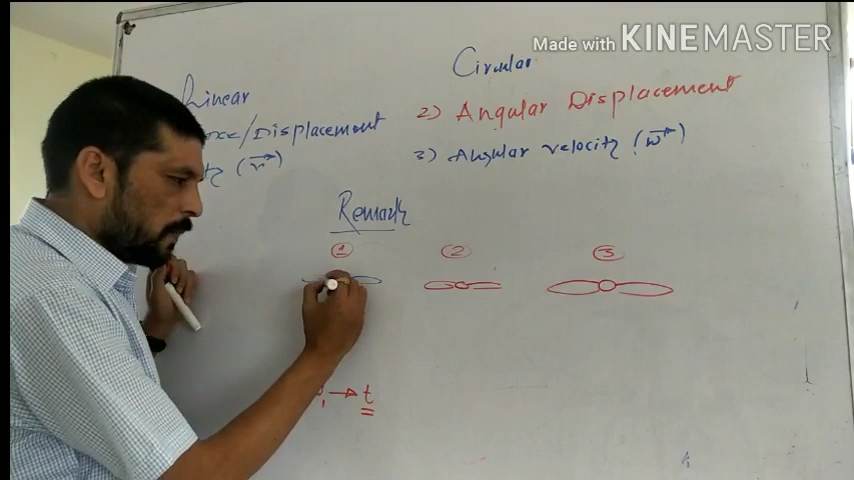 Made with KINEMASTER
Linear
Circular
/Displacement
2) Angular Displacement
(v)
3) Angular velocity (ω)
Remark
1
2
3
→ t